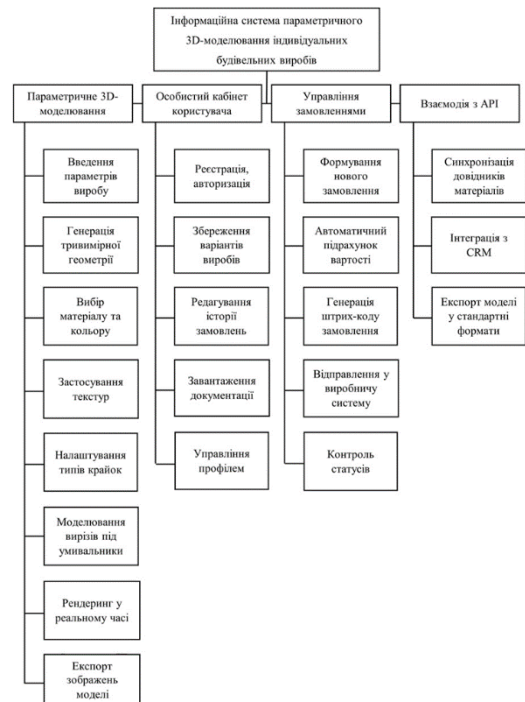 Інформаційна система параметричного
3D-моделювання індивідуальних
будівельних виробів
Параметричне 3D-
моделювання
Введення
параметрів
виробу
Генерація
тривимірної
геометрії
Вибір
матеріалу та
кольору
Застосування
текстур
Налаштування
типів крайок
Моделювання
вирізів під
умивальники
Рендеринг у
реальному часі
Експорт
зображень
моделі
Особистий кабінет
користувача
Реєстрація,
авторизація
Збереження
варіантів
виробів
Редагування
історії
замовлень
Завантаження
документації
Управління
профілем
Управління
замовленнями
Формування
нового
замовлення
Автоматичний
підрахунок
вартості
Генерація
штрих-коду
замовлення
Відправлення у
виробничу
систему
Контроль
статусів
Взаємодія з API
Синхронізація
довідників
матеріалів
Інтеграція з
CRM
Експорт моделі
у стандартні
формати